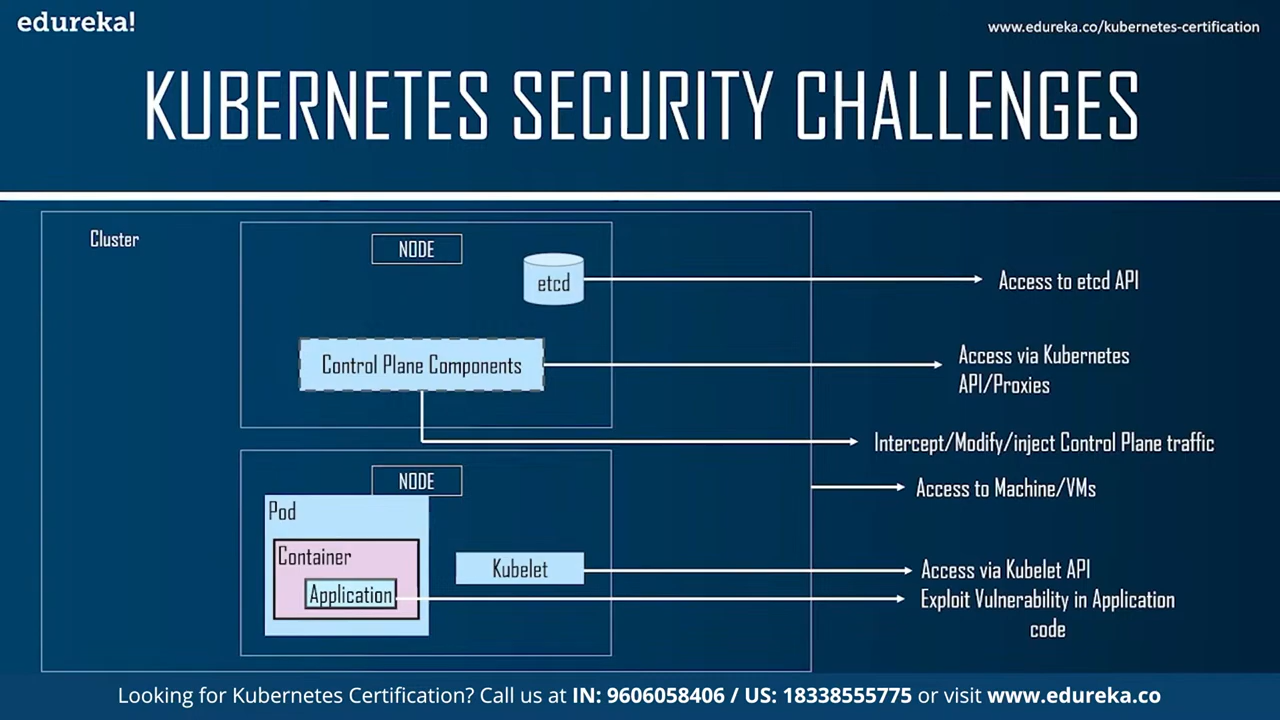 edureka!
www.edureka.co/kubernetes-certification
KUBERNETES SECURITY CHALLENGES
Cluster
NODE
etcd
Access to etcd API
Control Plane Components
Access via Kubernetes
API/Proxies
Intercept/Modify/inject Control Plane traffic
NODE
Access to Machine/VMs
Pod
Container
Application
Kubelet
Access via Kubelet API
Exploit Vulnerability in Application
code
Looking for Kubernetes Certification? Call us at IN: 9606058406 / US: 18338555775 or visit www.edureka.co